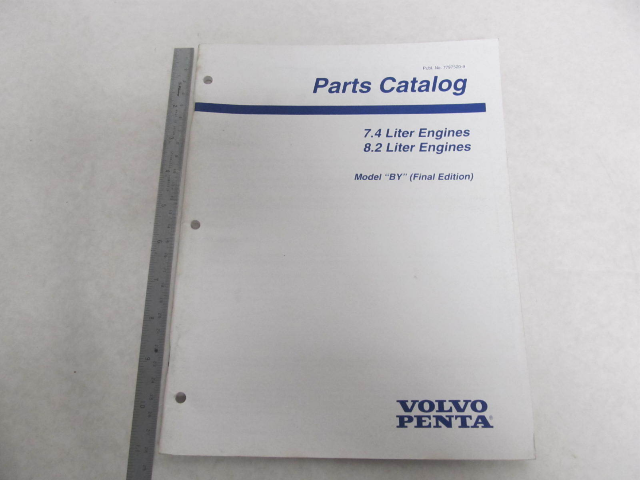 Parts Catalog
7.4 Liter Engines
8.2 Liter Engines
Model "BY" (Final Edition)
VOLVO
PENTA